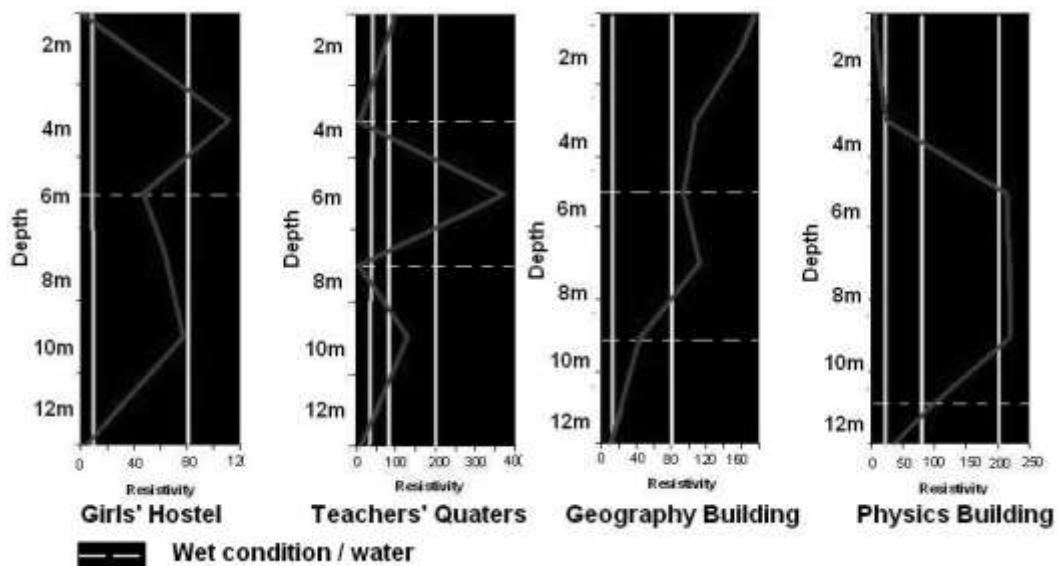 2m
4m
6m
8m
10m
12m
Depth
0 40 80 120
Resistivity
Girls' Hostel
2m
4m
6m
8m
10m
12m
Depth
0 100 200 300 400
Resistivity
Teachers' Quaters
2m
4m
6m
8m
10m
12m
Depth
0 40 80 120 160
Resistivity
Geography Building
2m
4m
6m
8m
10m
12m
Depth
0 50 100 150 200 250
Resistivity
Physics Building
Wet condition / water